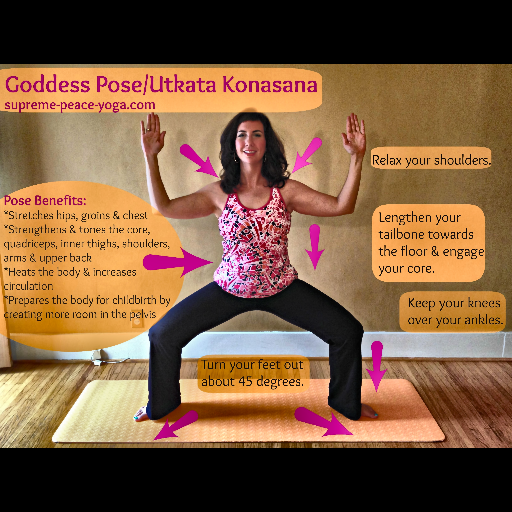 Goddess Pose/Utkata Konasana
supreme-peace-yoga.com
Relax your shoulders.
Pose Benefits:
*Stretches hips, groins & chest
*Strengthens & tones the core,
quadriceps, inner thighs, shoulders,
arms & upper back
*Heats the body & increases
circulation
*Prepares the body for childbirth by
creating more room in the pelvis
Lengthen your
tailbone towards
the floor & engage
your core.
Keep your knees
over your ankles.
Turn your feet out
about 45 degrees.